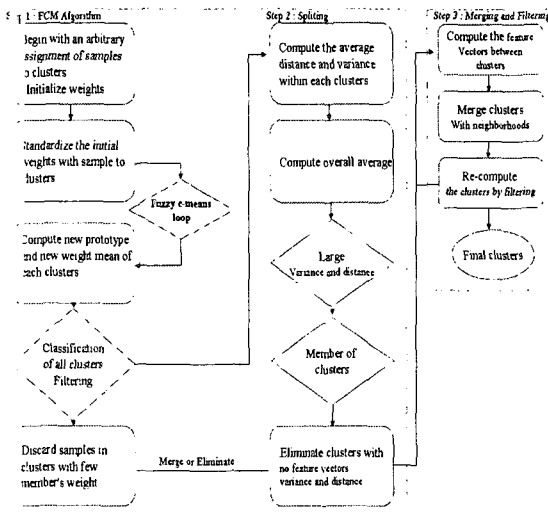 1 : FCM Algorithm
Begin with an arbitrary
assignment of samples
to clusters
Initialize weights
Standardize the initial
weights with sample to
clusters
Fuzzy c-means
loop
Compute new prototype
and new weight mean of
each clusters
Classification
of all clusters
Filtering
Discard samples in
clusters with few
member's weight
Merge or Eliminate
Step 2 : Spliting
Compute the average
distance and variance
within each clusters
Compute overall average
Large
Variance and distance
Member of
clusters
Eliminate clusters with
no feature vectors
variance and distance
Step 3 : Merging and Filtering
Compute the feature
Vectors between
clusters
Merge clusters
With neighborhoods
Re-compute
the clusters by filtering
Final clusters